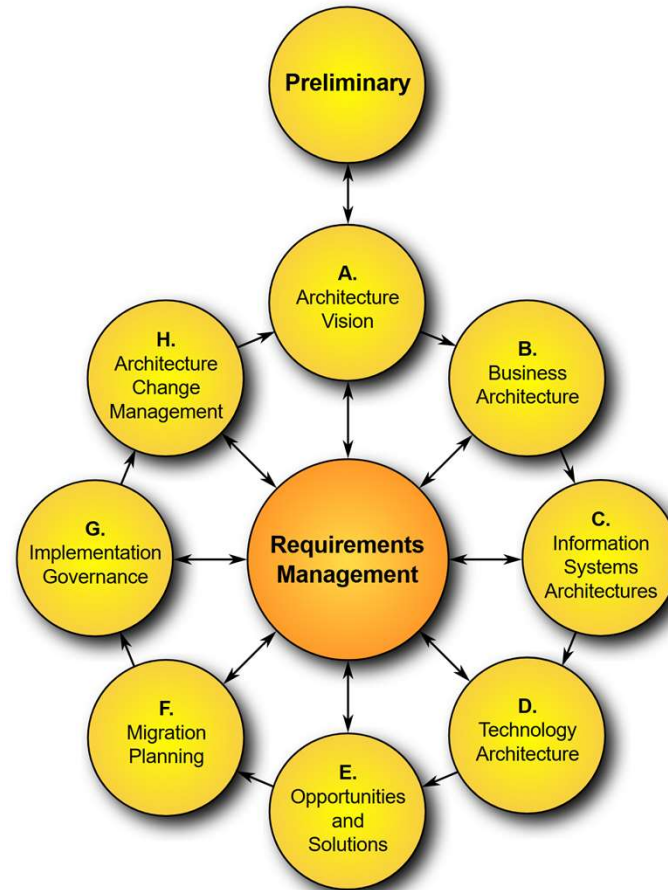 Preliminary
A.
Architecture
Vision
B.
Business
Architecture
C.
Information
Systems
Architectures
D.
Technology
Architecture
E.
Opportunities
and
Solutions
F.
Migration
Planning
G.
Implementation
Governance
H.
Architecture
Change
Management
Requirements
Management